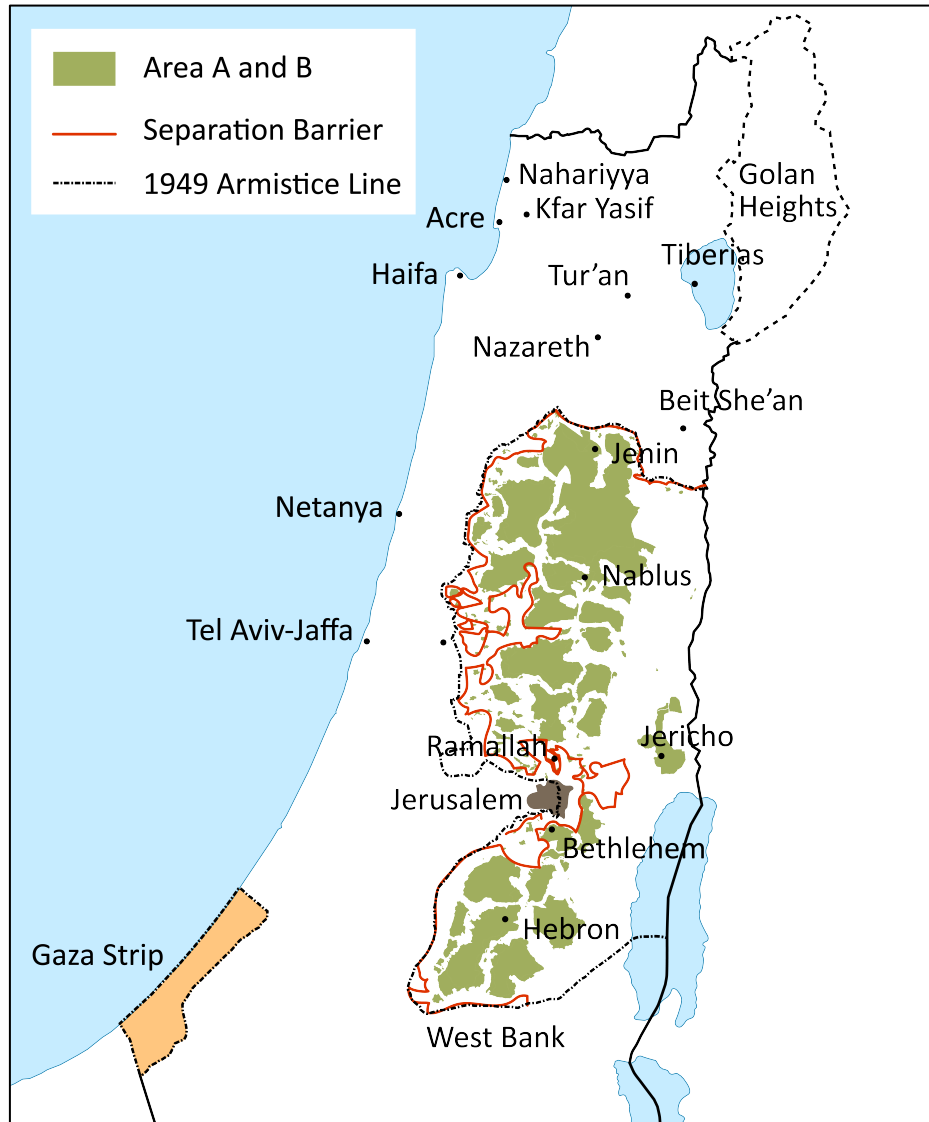 Area A and B
Separation Barrier
1949 Armistice Line
Nahariyya
Golan
Heights
Kfar Yasif
Acre
Tiberias
Haifa
Tur’an
Nazareth
Beit She’an
Jenin
Netanya
Nablus
Tel Aviv-Jaffa
Ramallah
Jericho
Jerusalem
Bethlehem
Hebron
Gaza Strip
West Bank